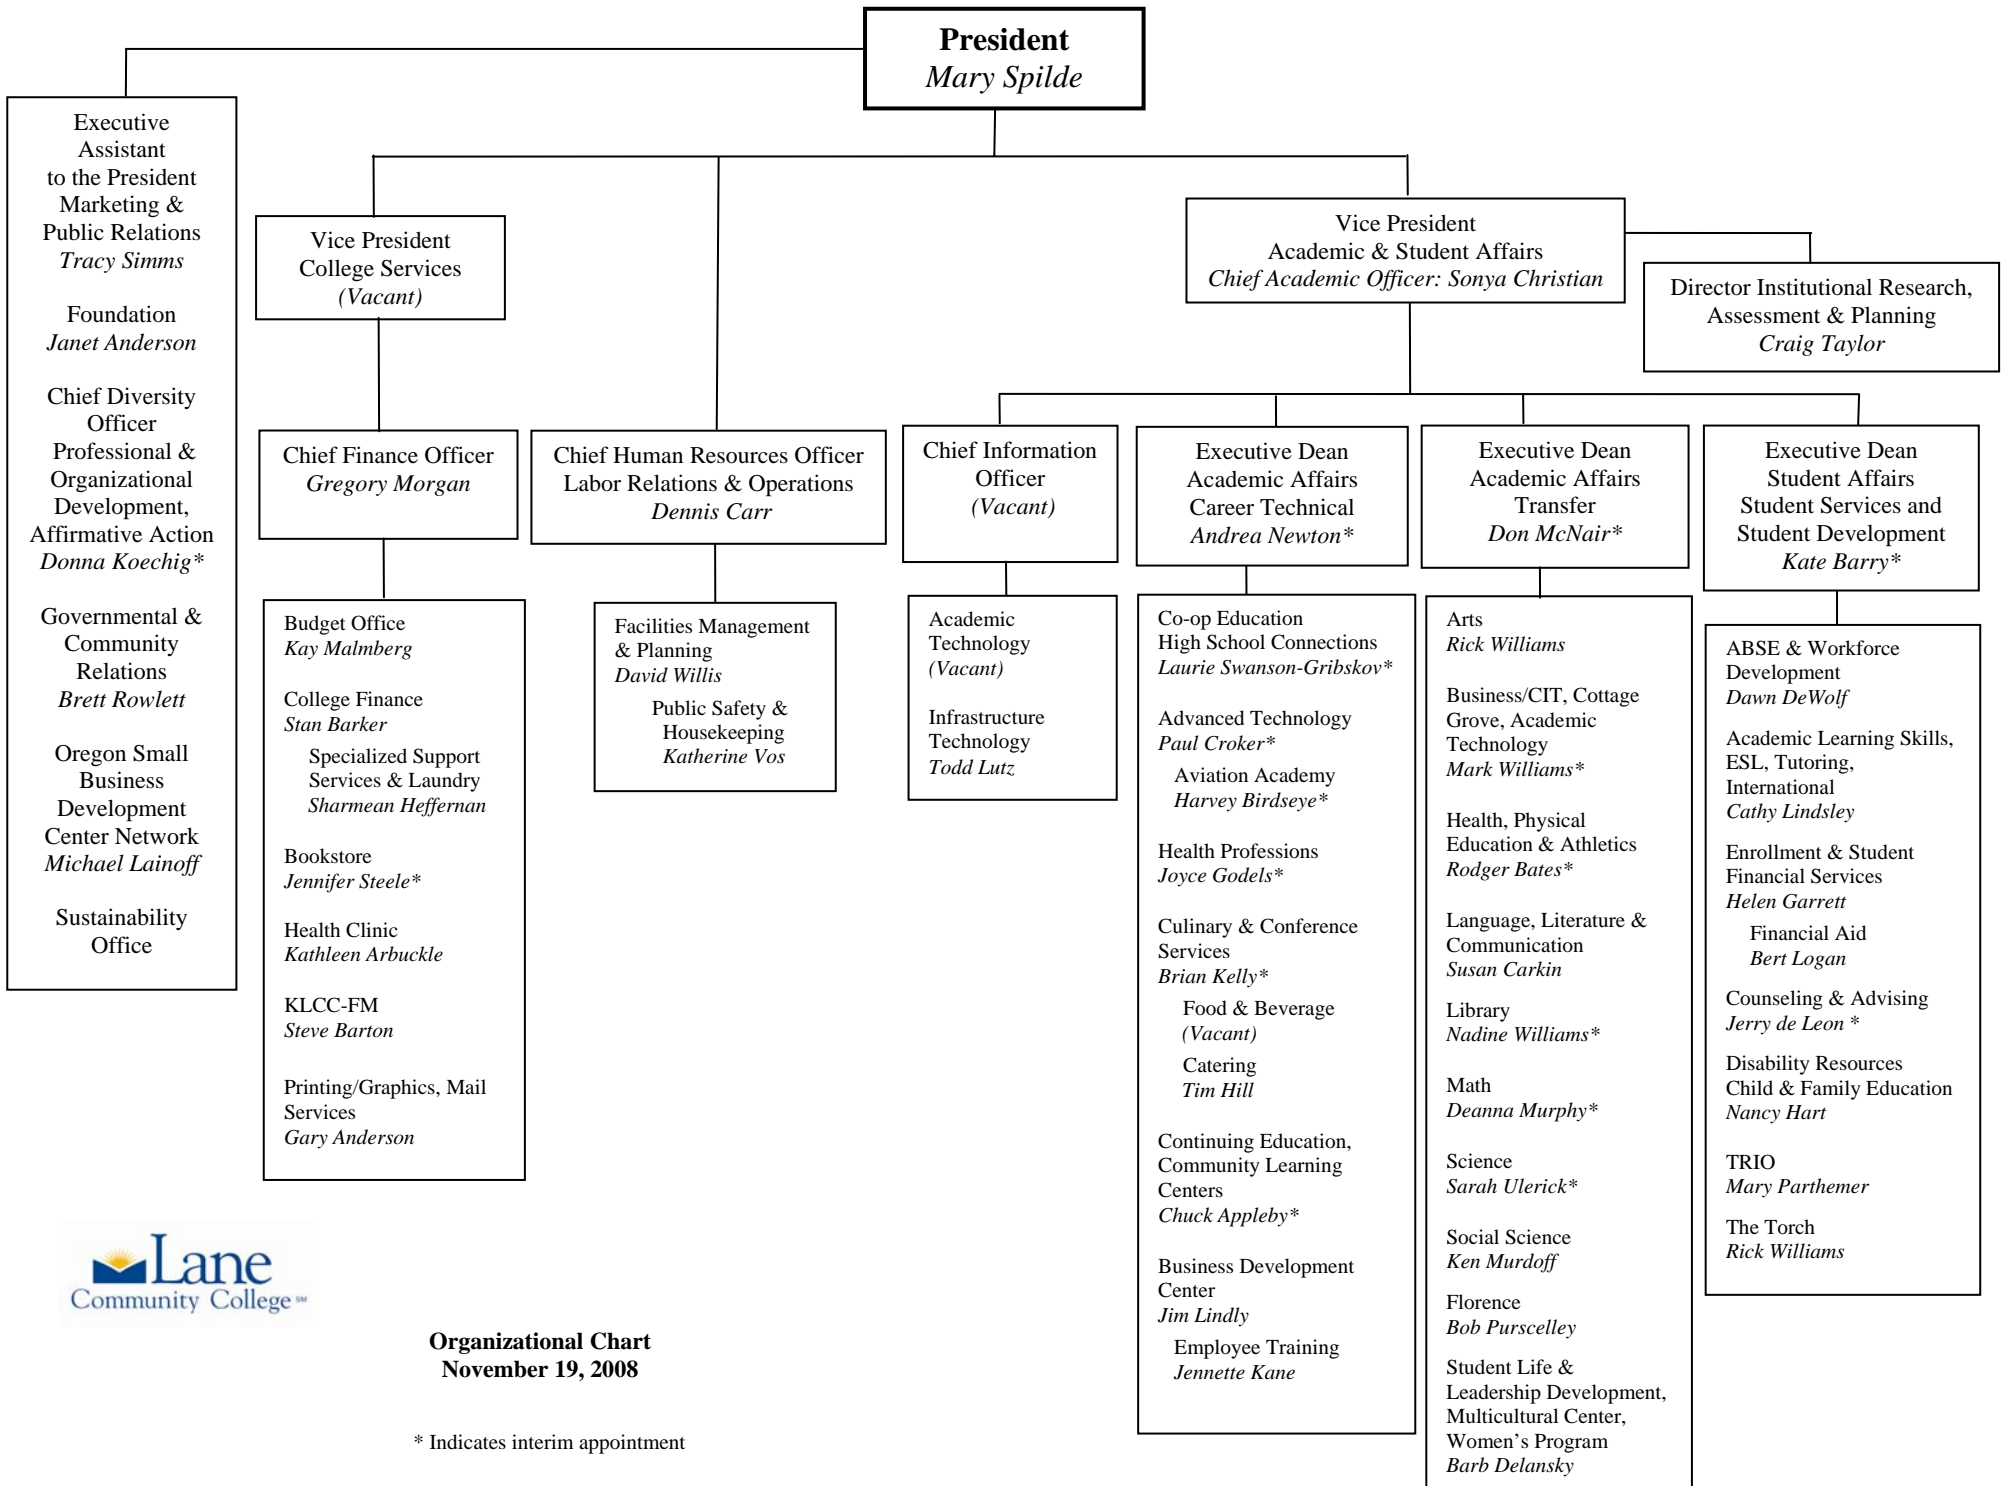 President
Mary Spilde
Executive
Assistant
to the President
Marketing &
Public Relations
Tracy Simms
Foundation
Janet Anderson
Chief Diversity
Officer
Professional &
Organizational
Development,
Affirmative Action
Donna Koechig*
Governmental &
Community
Relations
Brett Rowlett
Oregon Small
Business
Development
Center Network
Michael Lainoff
Sustainability
Office
Vice President
College Services
(Vacant)
Vice President
Academic & Student Affairs
Chief Academic Officer: Sonya Christian
Director Institutional Research,
Assessment & Planning
Craig Taylor
Chief Finance Officer
Gregory Morgan
Chief Human Resources Officer
Labor Relations & Operations
Dennis Carr
Chief Information
Officer
(Vacant)
Executive Dean
Academic Affairs
Career Technical
Andrea Newton*
Executive Dean
Academic Affairs
Transfer
Don McNair*
Executive Dean
Student Affairs
Student Services and
Student Development
Kate Barry*
Budget Office
Kay Malmberg
College Finance
Stan Barker
Specialized Support
Services & Laundry
Sharmean Heffernan
Bookstore
Jennifer Steele*
Health Clinic
Kathleen Arbuckle
KLCC-FM
Steve Barton
Printing/Graphics, Mail
Services
Gary Anderson
Facilities Management
& Planning
David Willis
Public Safety &
Housekeeping
Katherine Vos
Academic
Technology
(Vacant)
Infrastructure
Technology
Todd Lutz
Co-op Education
High School Connections
Laurie Swanson-Gribskov*
Advanced Technology
Paul Croker*
Aviation Academy
Harvey Birdseye*
Health Professions
Joyce Godels*
Culinary & Conference
Services
Brian Kelly*
Food & Beverage
(Vacant)
Catering
Tim Hill
Continuing Education,
Community Learning
Centers
Chuck Appleby*
Business Development
Center
Jim Lindly
Employee Training
Jennette Kane
Arts
Rick Williams
Business/CIT, Cottage
Grove, Academic
Technology
Mark Williams*
Health, Physical
Education & Athletics
Rodger Bates*
Language, Literature &
Communication
Susan Carkin
Library
Nadine Williams*
Math
Deanna Murphy*
Science
Sarah Ulerick*
Social Science
Ken Murdoff
Florence
Bob Purscelley
Student Life &
Leadership Development,
Multicultural Center,
Women's Program
Barb Delansky
ABSE & Workforce
Development
Dawn DeWolf
Academic Learning Skills,
ESL, Tutoring,
International
Cathy Lindsley
Enrollment & Student
Financial Services
Helen Garrett
Financial Aid
Bert Logan
Counseling & Advising
Jerry de Leon *
Disability Resources
Child & Family Education
Nancy Hart
TRIO
Mary Parthemer
The Torch
Rick Williams
Lane
Community College SM
Organizational Chart
November 19, 2008
* Indicates interim appointment